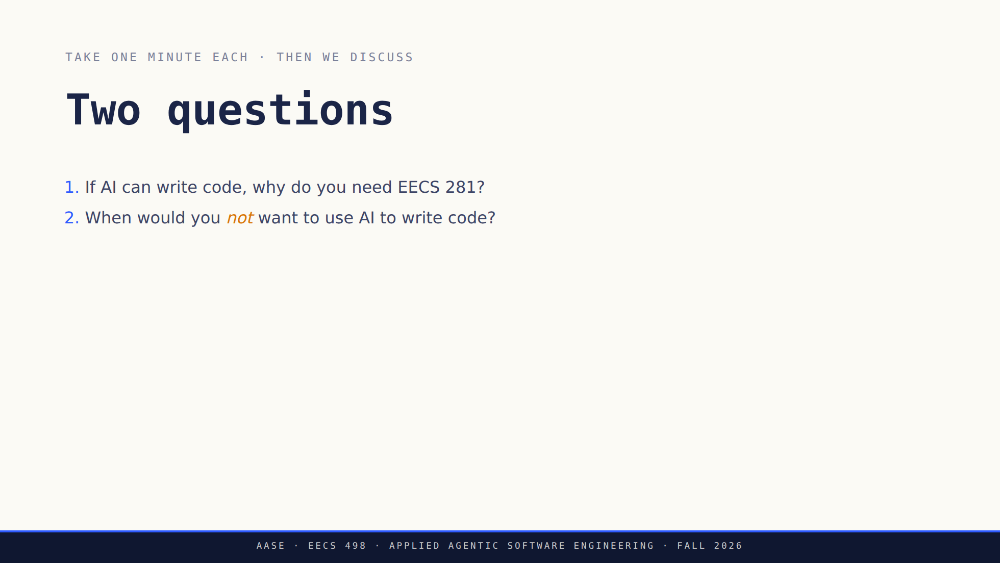 TAKE ONE MINUTE EACH · THEN WE DISCUSS
Two questions
1. If AI can write code, why do you need EECS 281?
2. When would you not want to use AI to write code?
AASE · EECS 498 · APPLIED AGENTIC SOFTWARE ENGINEERING · FALL 2026